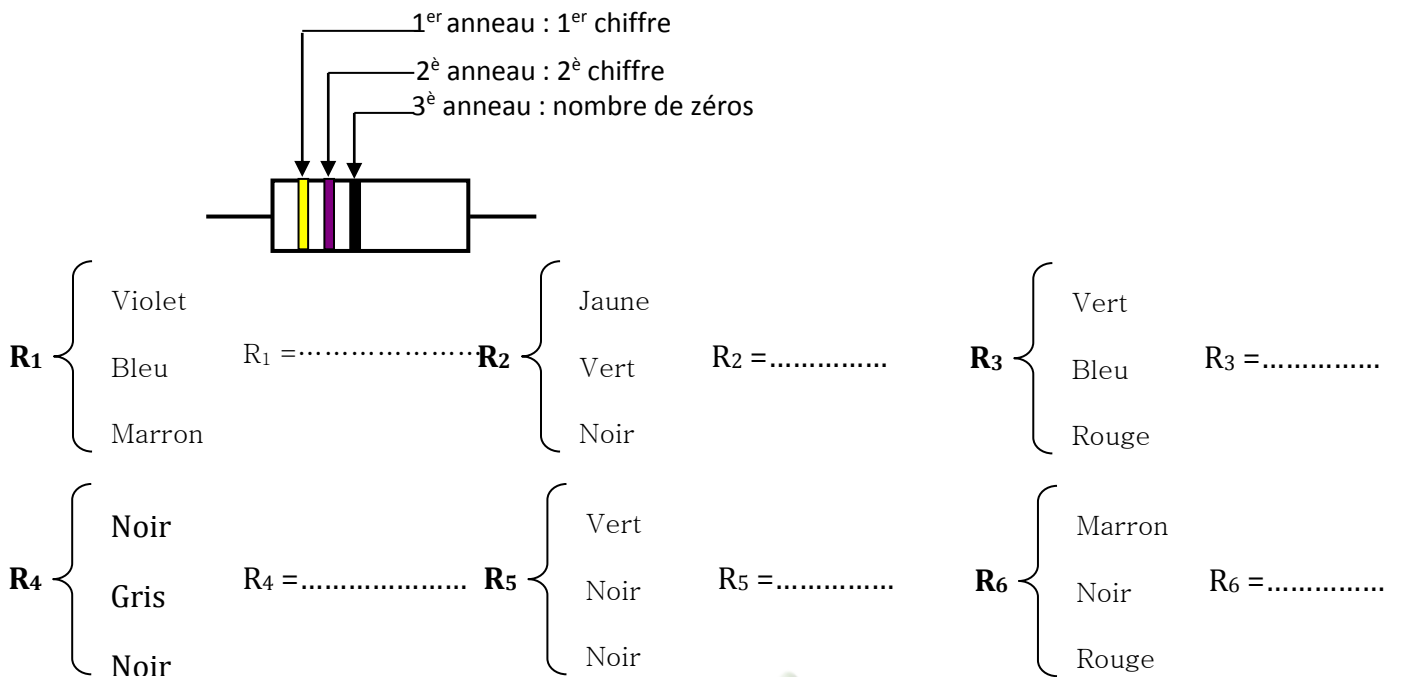 1er anneau : 1er chiffre
2è anneau : 2è chiffre
3è anneau : nombre de zéros
R1
Violet
Bleu
Marron
R1 =…………………
R2
Jaune
Vert
Noir
R2 =……………
R3
Vert
Bleu
Rouge
R3 =……………
R4
Noir
Gris
Noir
R4 =…………………
R5
Vert
Noir
Noir
R5 =……………
R6
Marron
Noir
Rouge
R6 =……………